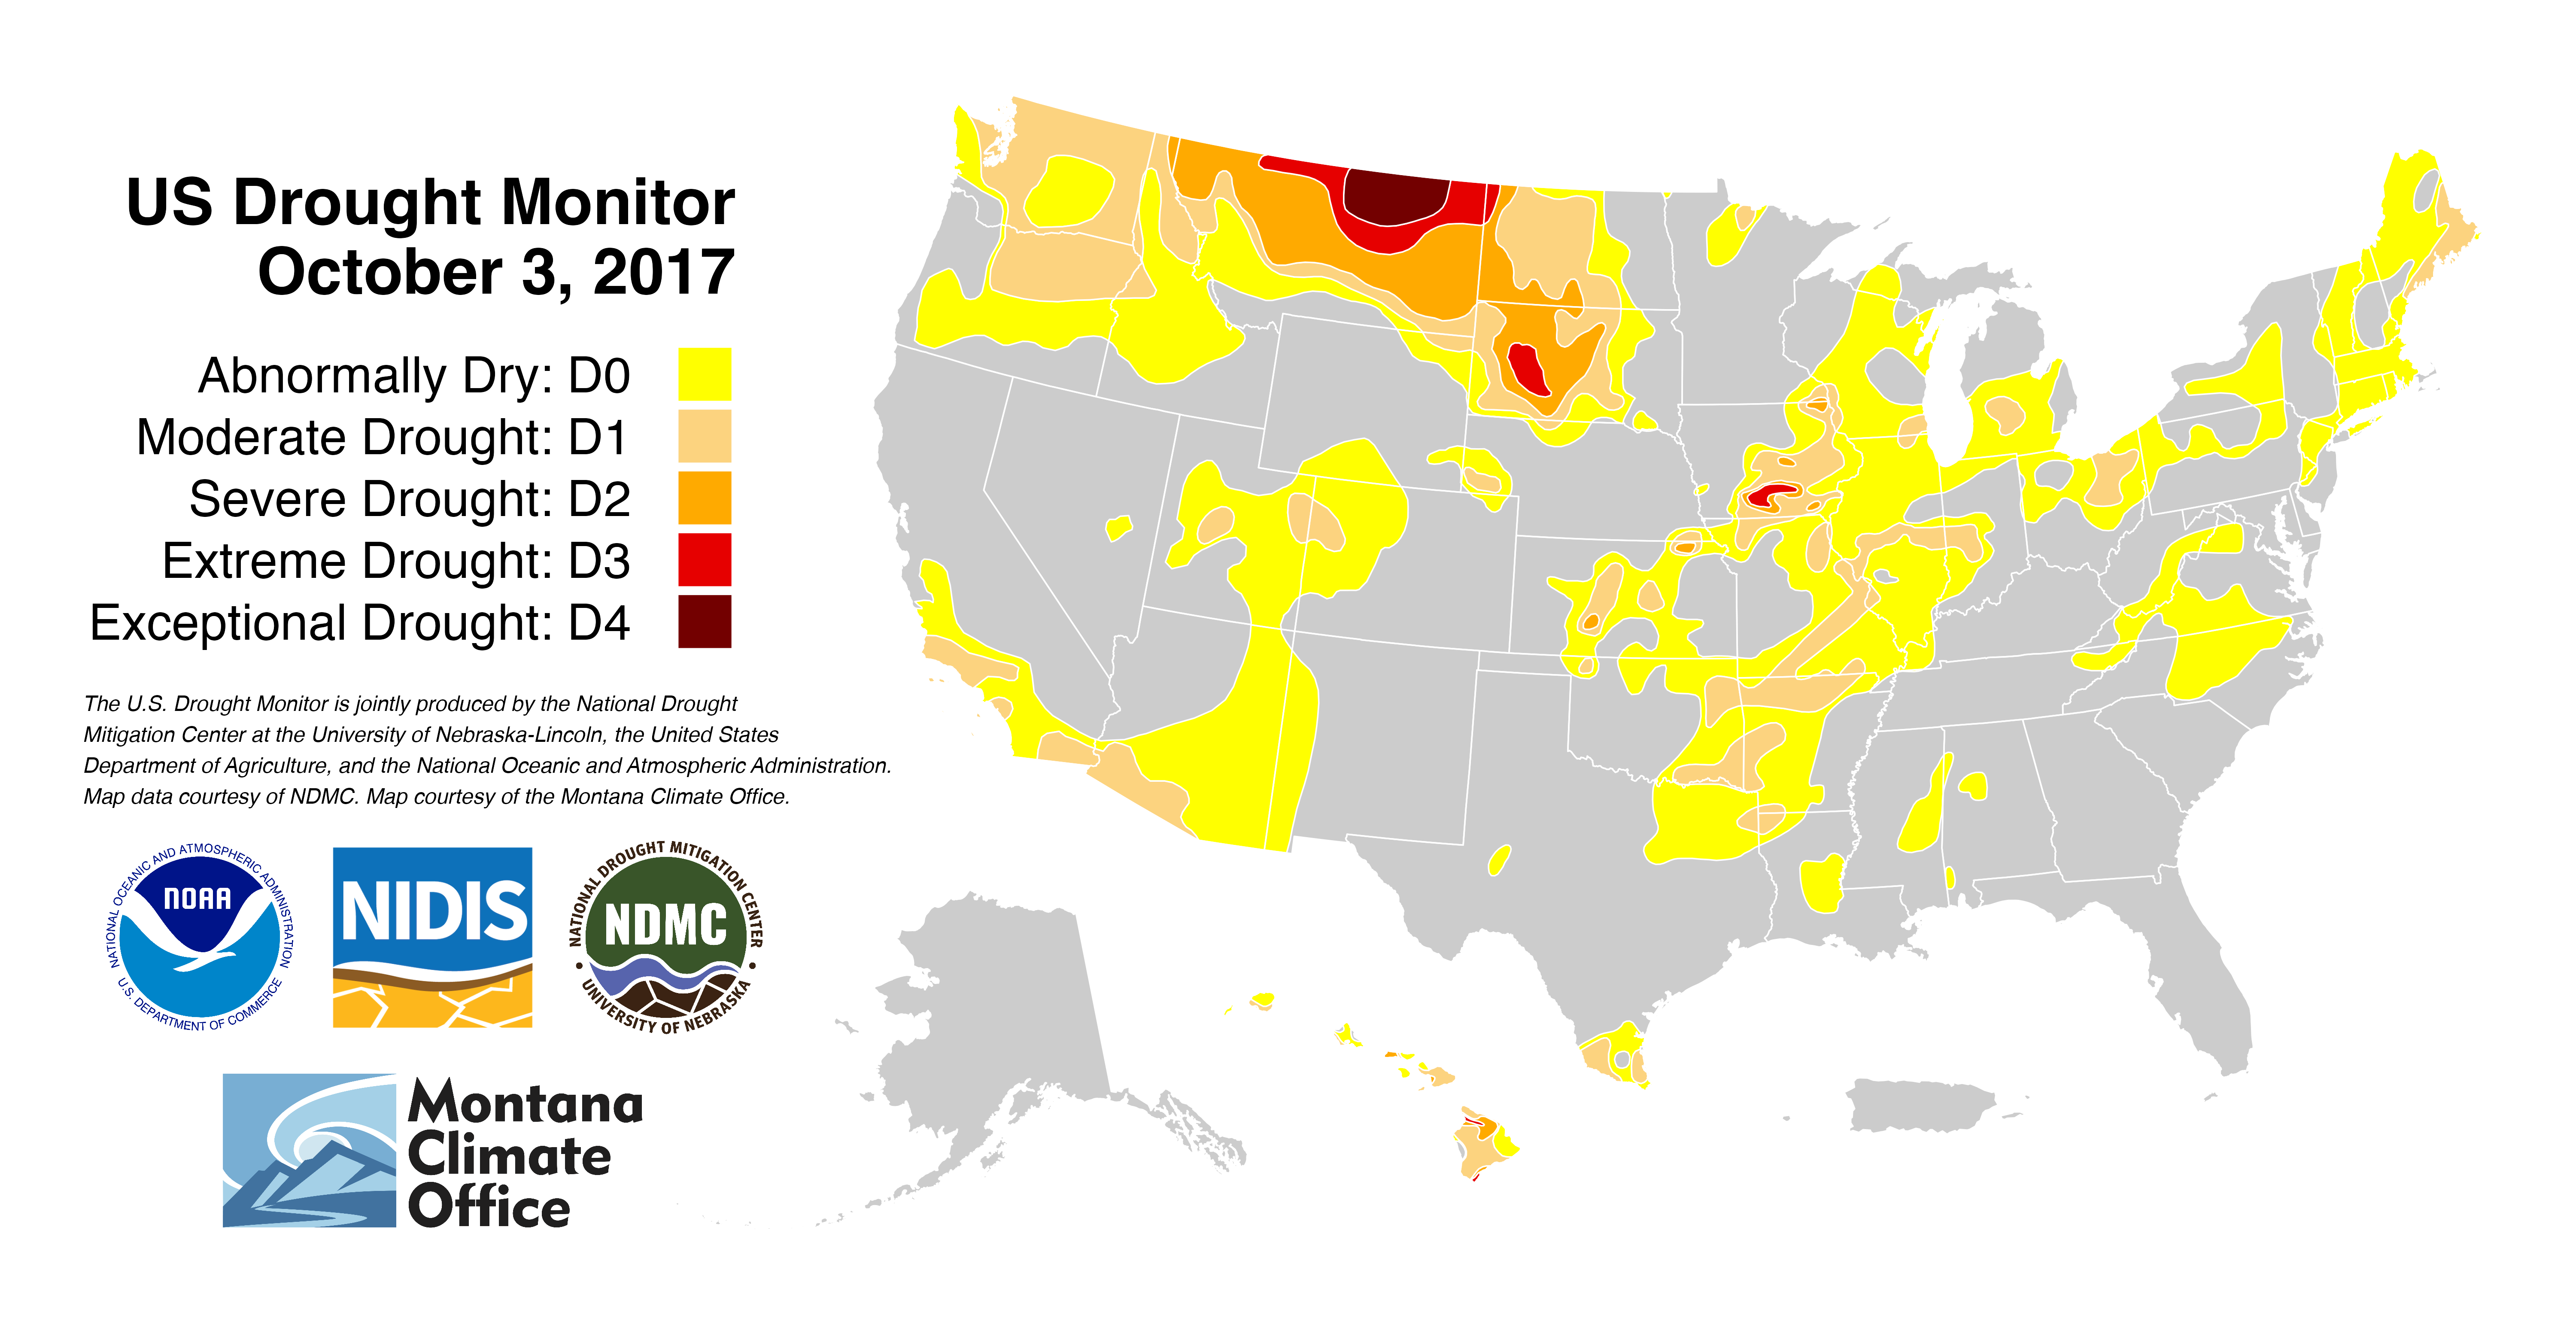 US Drought Monitor
October 3, 2017
Abnormally Dry: D0
Moderate Drought: D1
Severe Drought: D2
Extreme Drought: D3
Exceptional Drought: D4
The U.S. Drought Monitor is jointly produced by the National Drought
Mitigation Center at the University of Nebraska-Lincoln, the United States
Department of Agriculture, and the National Oceanic and Atmospheric Administration.
Map data courtesy of NDMC. Map courtesy of the Montana Climate Office.
NATIONAL OCEANIC AND ATMOSPHERIC ADMINISTRATION
NOAA
U.S. DEPARTMENT OF COMMERCE
NIDIS
NATIONAL DROUGHT MITIGATION CENTER
NDMC
UNIVERSITY OF NEBRASKA
Montana
Climate
Office